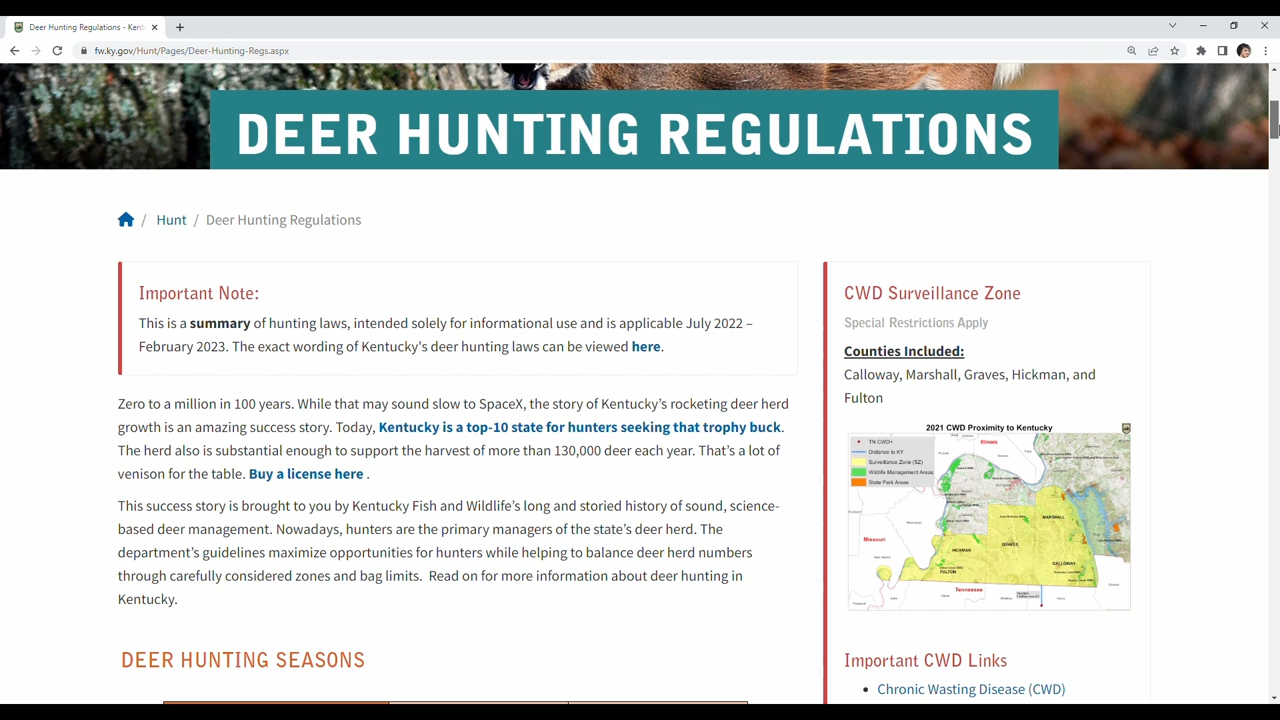 Deer Hunting Regulations - Kent
fw.ky.gov/Hunt/Pages/Deer-Hunting-Regs.aspx
DEER HUNTING REGULATIONS
/ Hunt / Deer Hunting Regulations
Important Note:
This is a summary of hunting laws, intended solely for informational use and is applicable July 2022 –
February 2023. The exact wording of Kentucky's deer hunting laws can be viewed here.
Zero to a million in 100 years. While that may sound slow to SpaceX, the story of Kentucky’s rocketing deer herd
growth is an amazing success story. Today, Kentucky is a top-10 state for hunters seeking that trophy buck.
The herd also is substantial enough to support the harvest of more than 130,000 deer each year. That’s a lot of
venison for the table. Buy a license here .
This success story is brought to you by Kentucky Fish and Wildlife’s long and storied history of sound, science-
based deer management. Nowadays, hunters are the primary managers of the state’s deer herd. The
department’s guidelines maximize opportunities for hunters while helping to balance deer herd numbers
through carefully considered zones and bag limits. Read on for more information about deer hunting in
Kentucky.
DEER HUNTING SEASONS
CWD Surveillance Zone
Special Restrictions Apply
Counties Included:
Calloway, Marshall, Graves, Hickman, and
Fulton
2021 CWD Proximity to Kentucky
TN CWD+
Distance to KY
Surveillance Zone (SZ)
Wildlife Management Areas
State Park Areas
Illinois
Missouri
MARSHALL
GRAVES
HICKMAN
CALLOWAY
FULTON
Tennessee
Important CWD Links
• Chronic Wasting Disease (CWD)